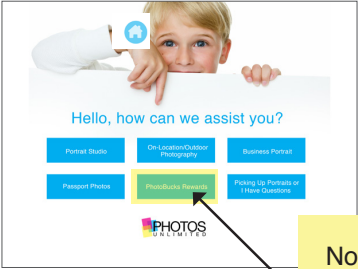 Hello, how can we assist you?
Portrait Studio
On-Location/Outdoor
Photography
Business Portrait
Passport Photos
PhotoBucks Rewards
Picking Up Portraits or
I Have Questions
PHOTOS
UNLIMITED
No